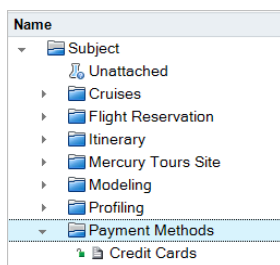 Name
Subject
Unattached
Cruises
Flight Reservation
Itinerary
Mercury Tours Site
Modeling
Profiling
Payment Methods
Credit Cards